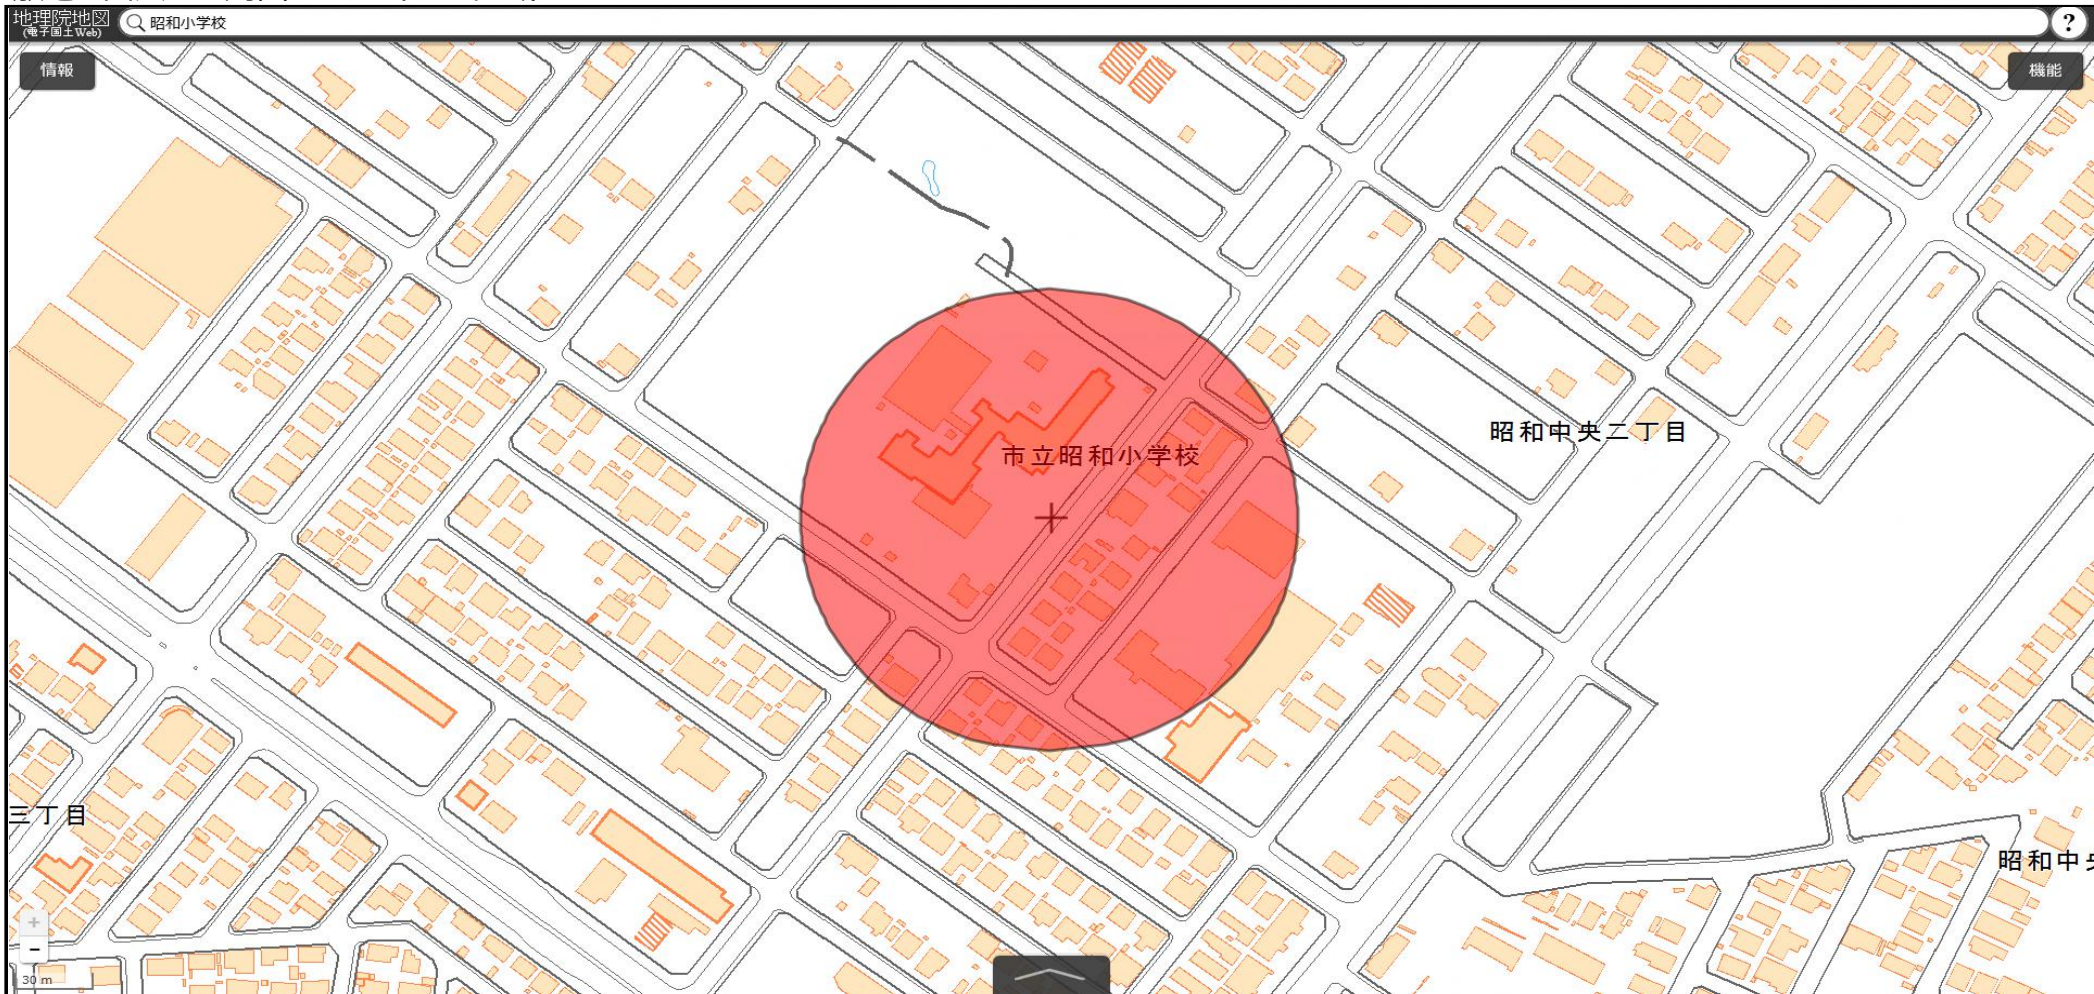 地理院地図
(電子国土Web)
昭和小学校
?
情報
機能
昭和中央二丁目
市立昭和小学校
三丁目
昭和中央
+
-
30 m